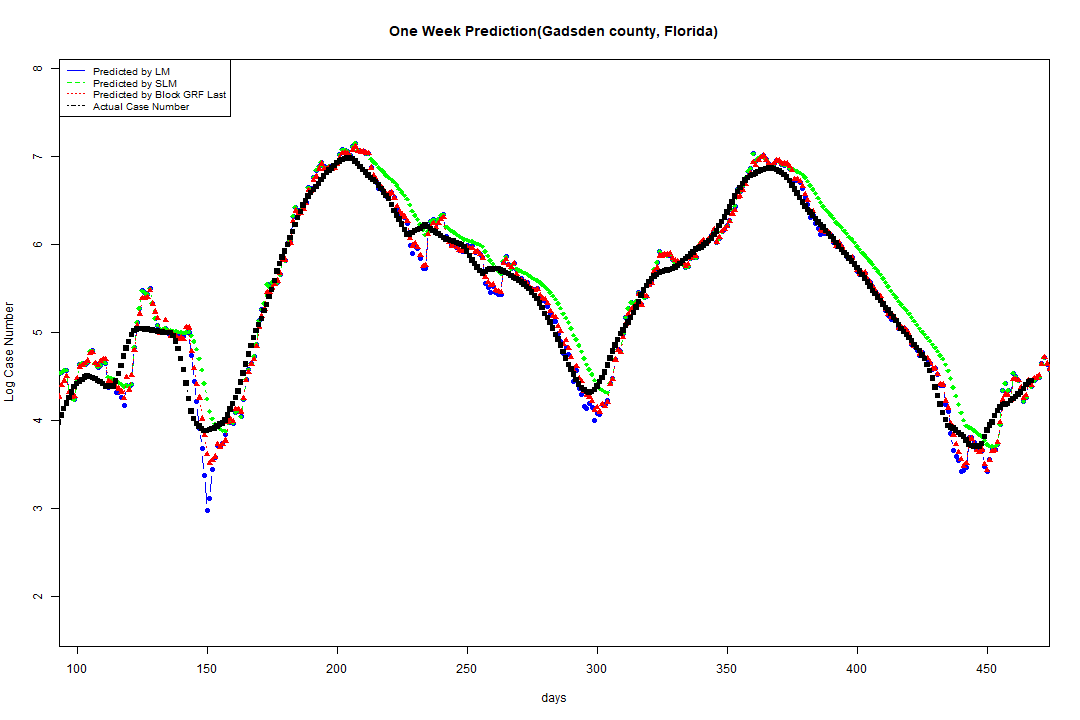 One Week Prediction(Gadsden county, Florida)
Predicted by LM
Predicted by SLM
Predicted by Block GRF Last
Actual Case Number
8
7
6
5
4
3
2
Log Case Number
100 150 200 250 300 350 400 450
days